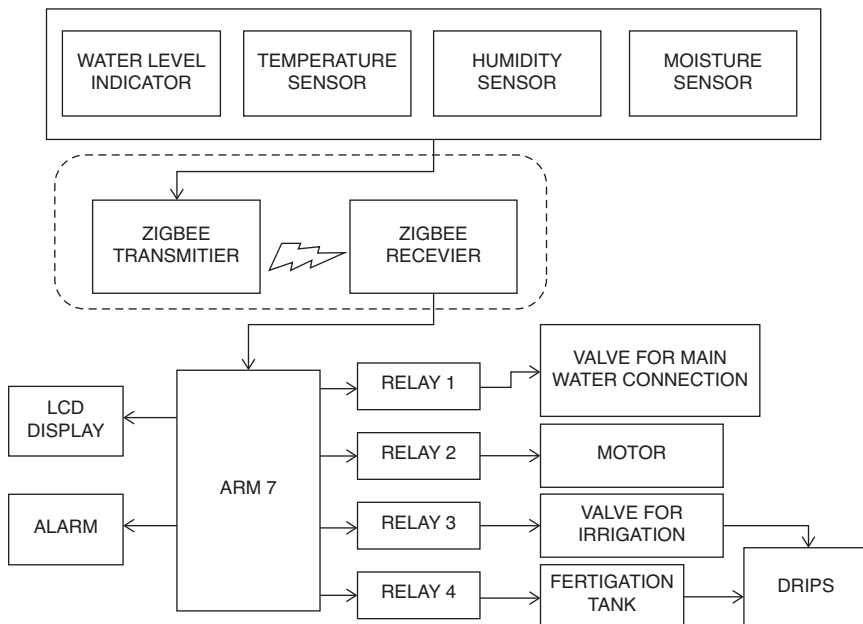 WATER LEVEL
INDICATOR
TEMPERATURE
SENSOR
HUMIDITY
SENSOR
MOISTURE
SENSOR
ZIGBEE
TRANSMITIER
ZIGBEE
RECEVIER
LCD
DISPLAY
ALARM
ARM 7
RELAY 1
VALVE FOR MAIN
WATER CONNECTION
RELAY 2
MOTOR
RELAY 3
VALVE FOR
IRRIGATION
RELAY 4
FERTIGATION
TANK
DRIPS